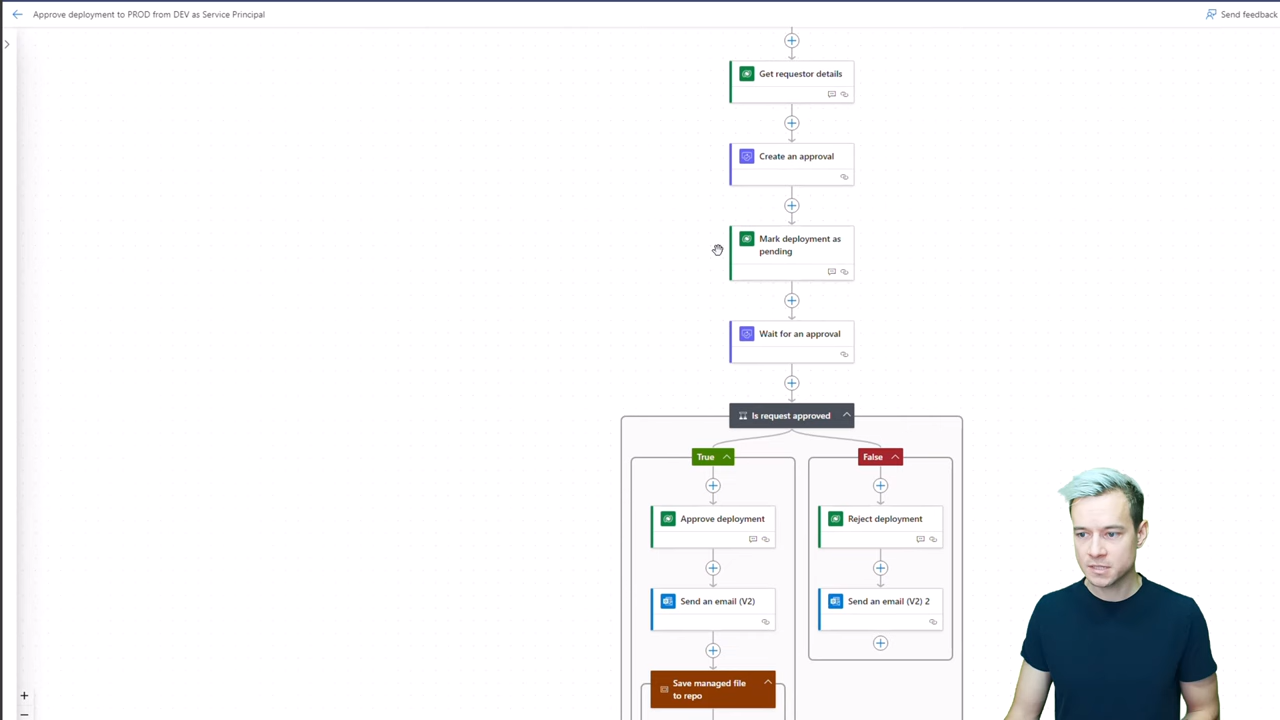 Approve deployment to PROD from DEV as Service Principal
Send feedback
Get requestor details
Create an approval
Mark deployment as
pending
Wait for an approval
Is request approved
True
False
Approve deployment
Reject deployment
Send an email (V2)
Send an email (V2) 2
Save managed file
to repo